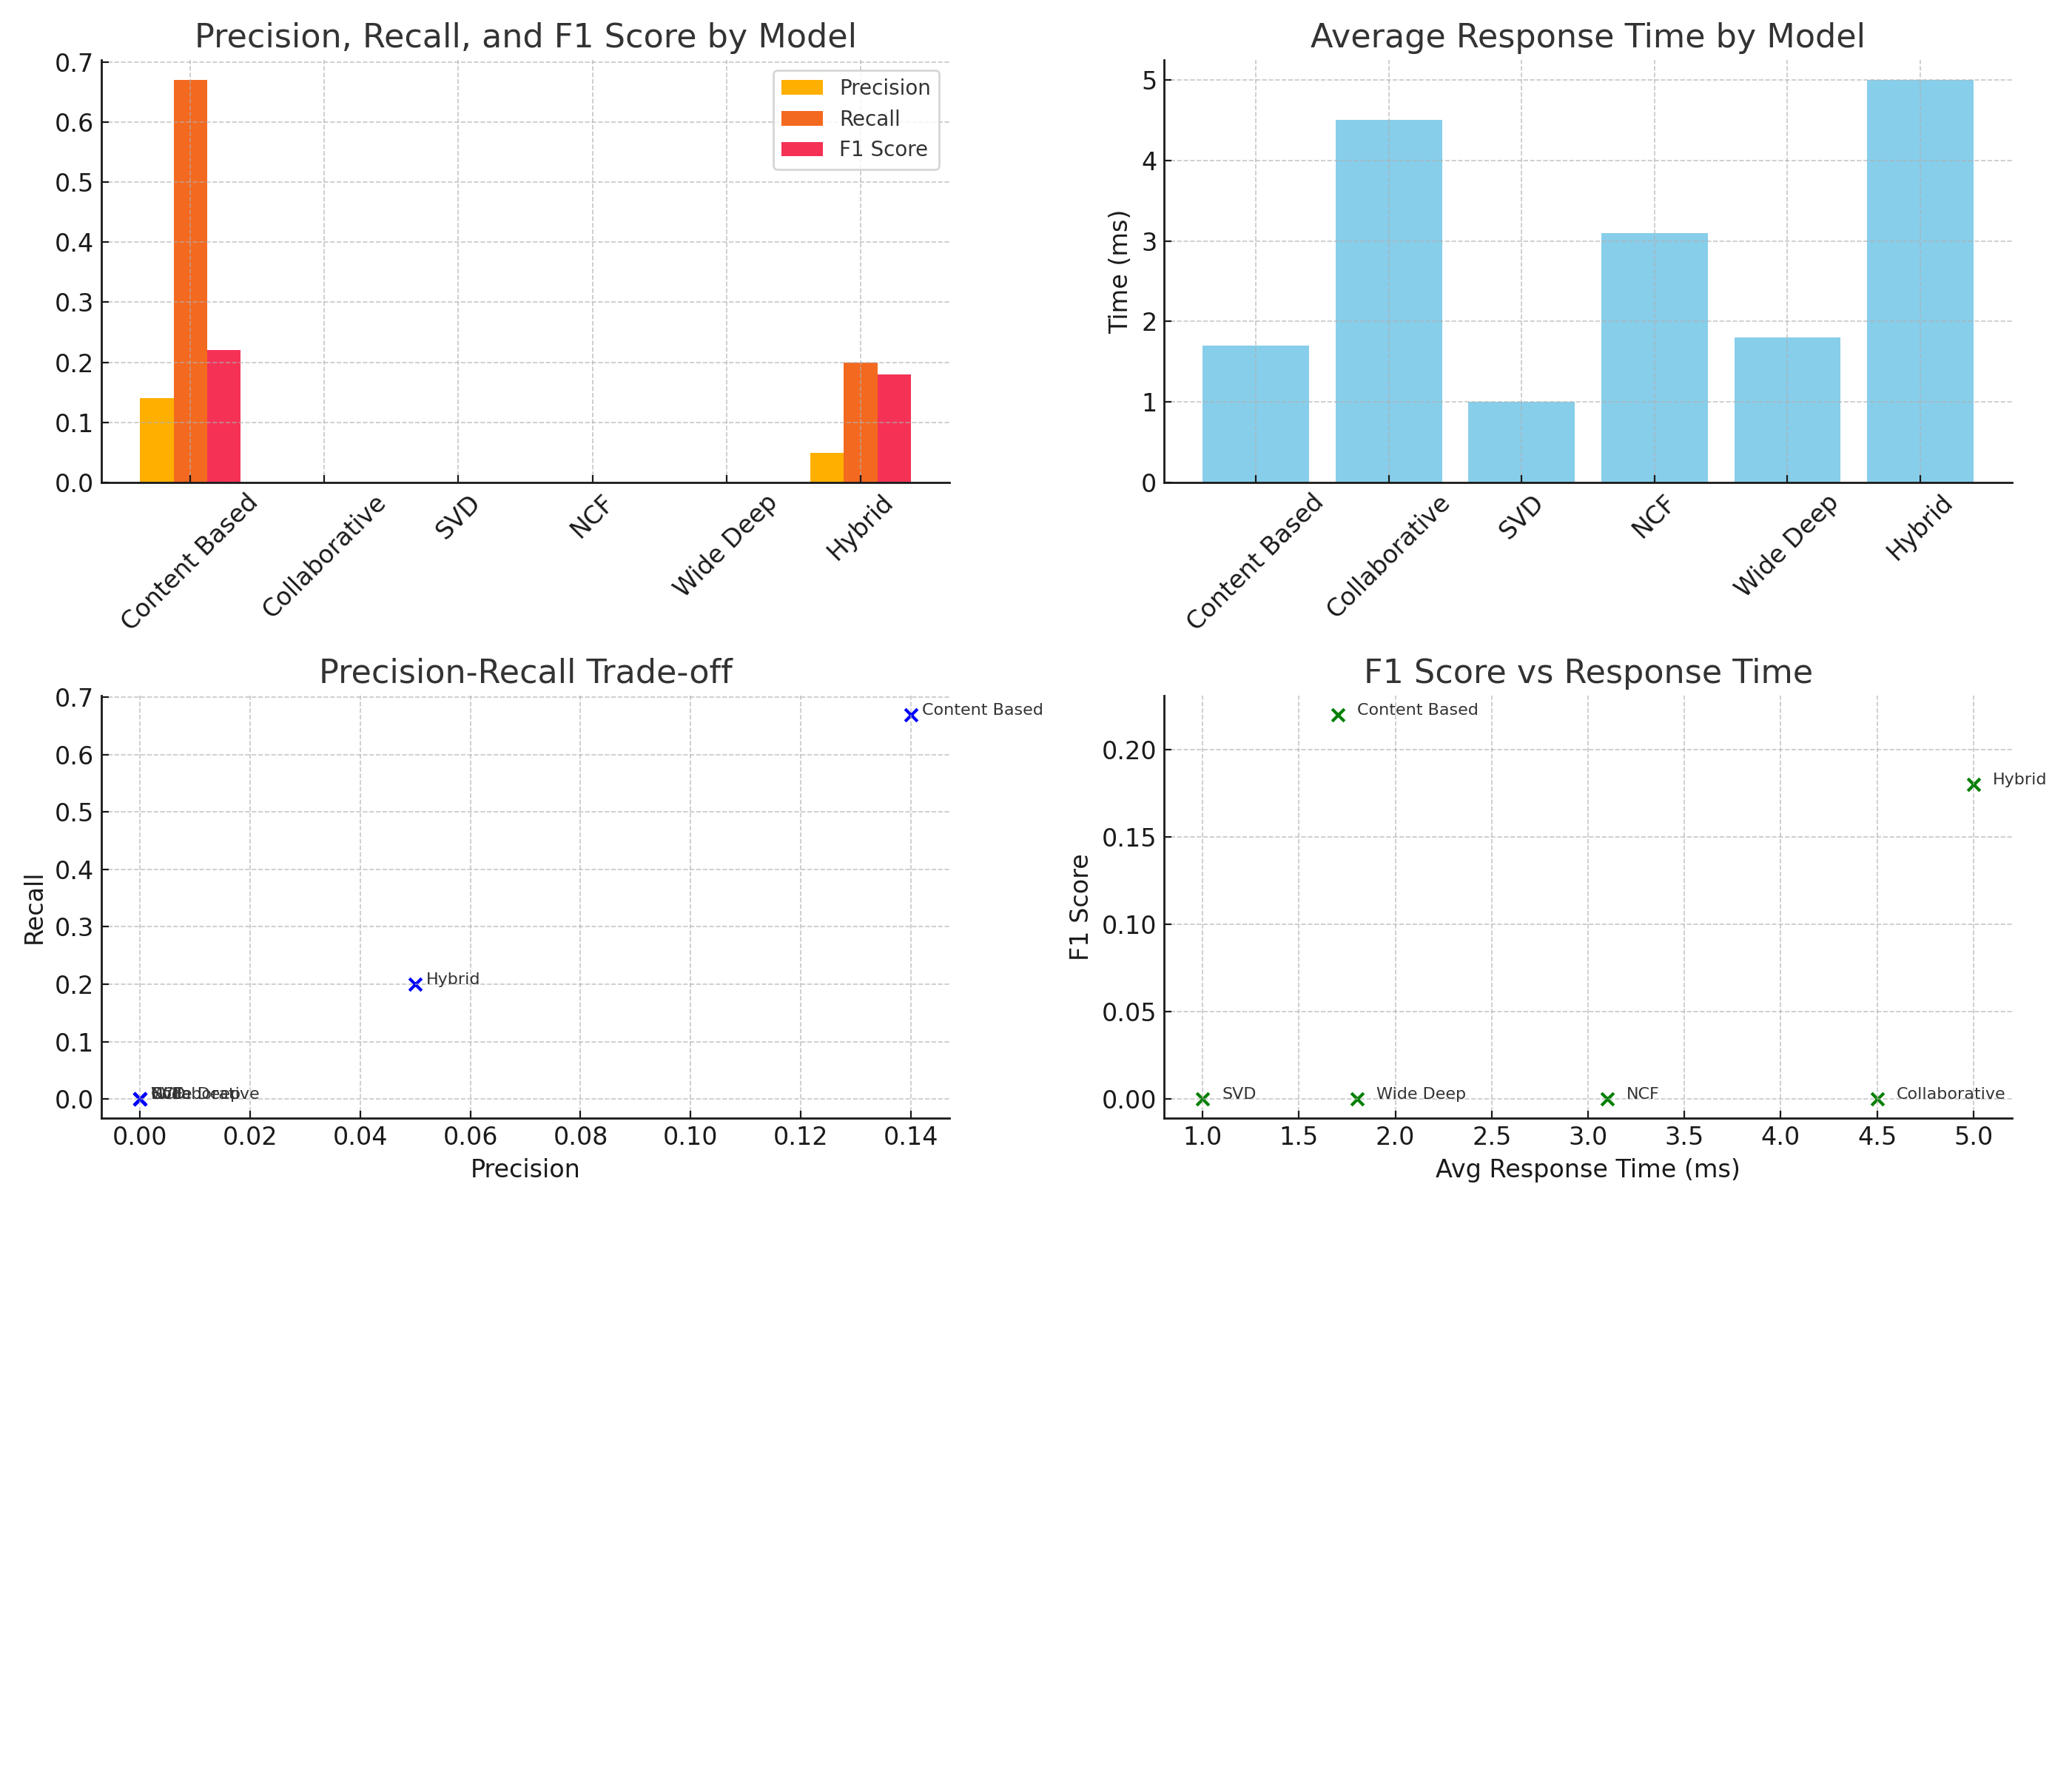 Precision, Recall, and F1 Score by Model
0.7
0.6
0.5
0.4
0.3
0.2
0.1
0.0
Precision
Recall
F1 Score
Content Based
Collaborative
SVD
NCF
Wide Deep
Hybrid
Average Response Time by Model
Time (ms)
5
4
3
2
1
0
Content Based
Collaborative
SVD
NCF
Wide Deep
Hybrid
Precision-Recall Trade-off
Recall
0.7
0.6
0.5
0.4
0.3
0.2
0.1
0.0
Content Based
Hybrid
0.00 0.02 0.04 0.06 0.08 0.10 0.12 0.14
Precision
F1 Score vs Response Time
F1 Score
0.20
0.15
0.10
0.05
0.00
Content Based
Hybrid
SVD
Wide Deep
NCF
Collaborative
1.0 1.5 2.0 2.5 3.0 3.5 4.0 4.5 5.0
Avg Response Time (ms)